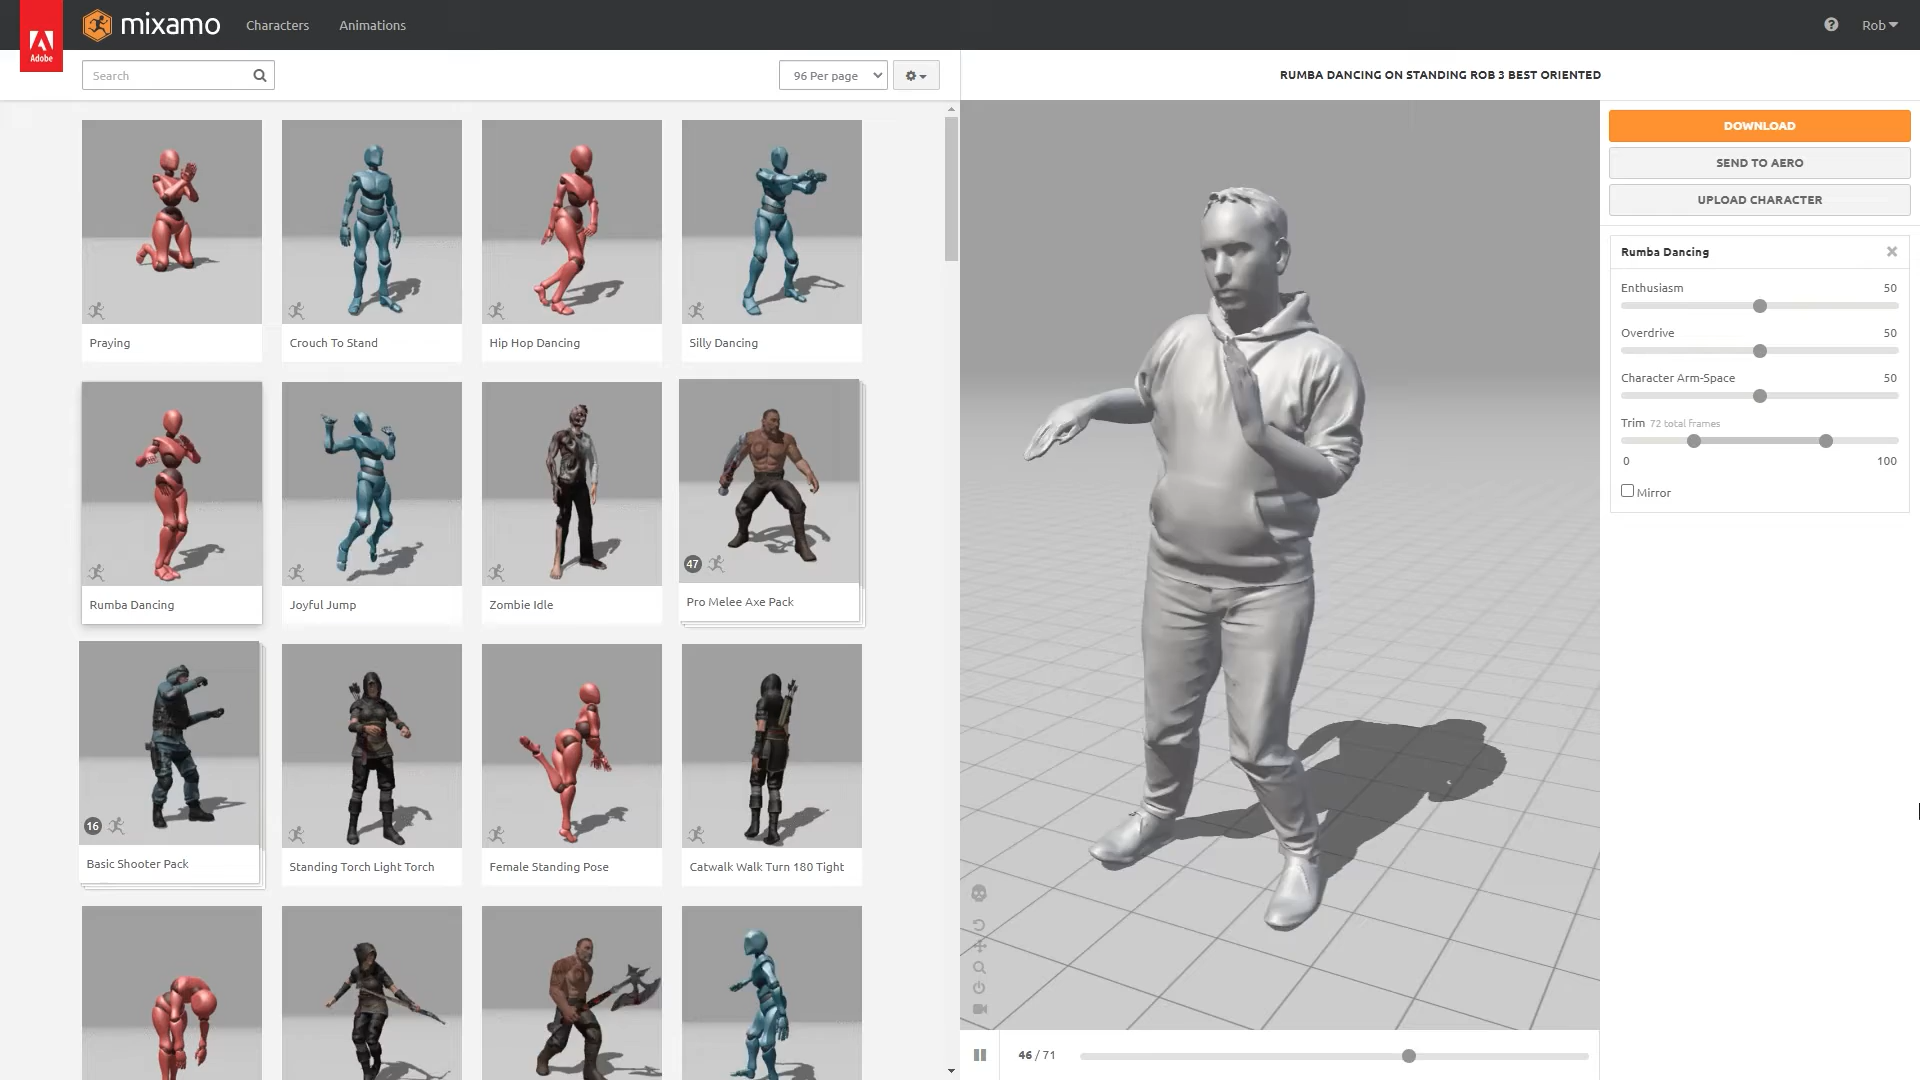 Adobe
mixamo
Characters
Animations
Rob
Search
96 Per page
RUMBA DANCING ON STANDING ROB 3 BEST ORIENTED
Praying
Crouch To Stand
Hip Hop Dancing
Silly Dancing
Rumba Dancing
Joyful Jump
Zombie Idle
47
Pro Melee Axe Pack
16
Basic Shooter Pack
Standing Torch Light Torch
Female Standing Pose
Catwalk Walk Turn 180 Tight
46 / 71
DOWNLOAD
SEND TO AERO
UPLOAD CHARACTER
Rumba Dancing
Enthusiasm 50
Overdrive 50
Character Arm-Space 50
Trim 72 total frames
0 100
Mirror